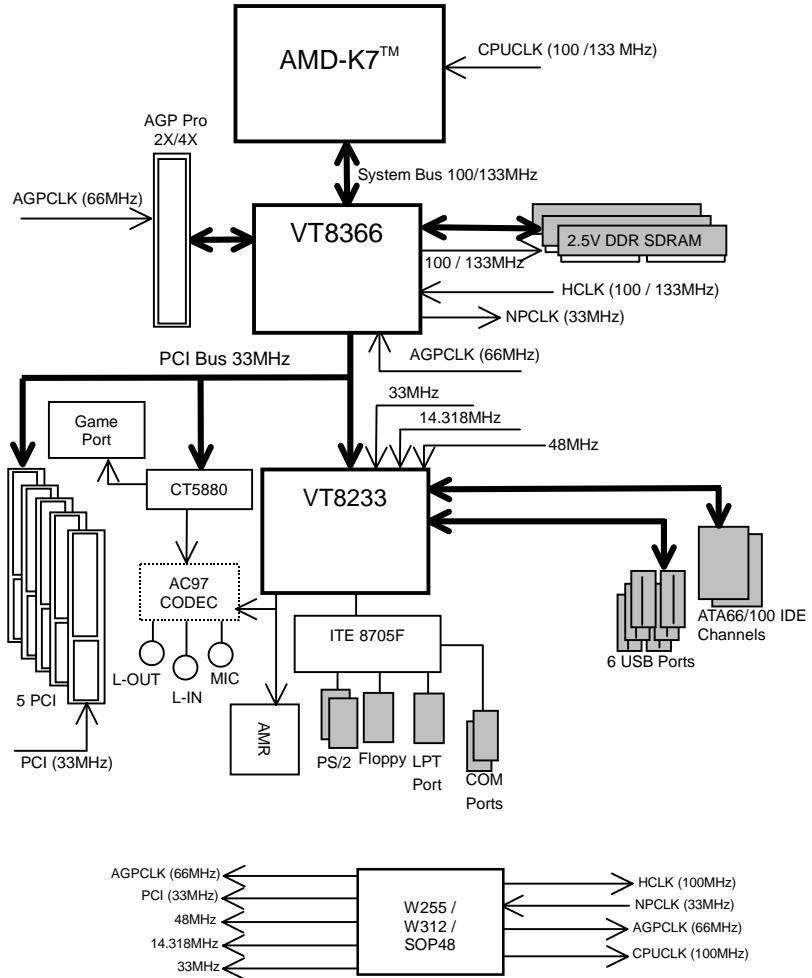 AMD-K7™
CPUCLK (100 /133 MHz)
AGP Pro
2X/4X
System Bus 100/133MHz
AGPCLK (66MHz)
VT8366
2.5V DDR SDRAM
100 / 133MHz
HCLK (100 / 133MHz)
NPCLK (33MHz)
AGPCLK (66MHz)
PCI Bus 33MHz
33MHz
14.318MHz
48MHz
Game
Port
CT5880
VT8233
AC97
CODEC
ATA66/100 IDE
Channels
6 USB Ports
ITE 8705F
L-OUT
L-IN
MIC
5 PCI
AMR
PCI (33MHz)
PS/2
Floppy
LPT
Port
COM
Ports
AGPCLK (66MHz)
PCI (33MHz)
48MHz
14.318MHz
33MHz
W255 /
W312 /
SOP48
HCLK (100MHz)
NPCLK (33MHz)
AGPCLK (66MHz)
CPUCLK (100MHz)